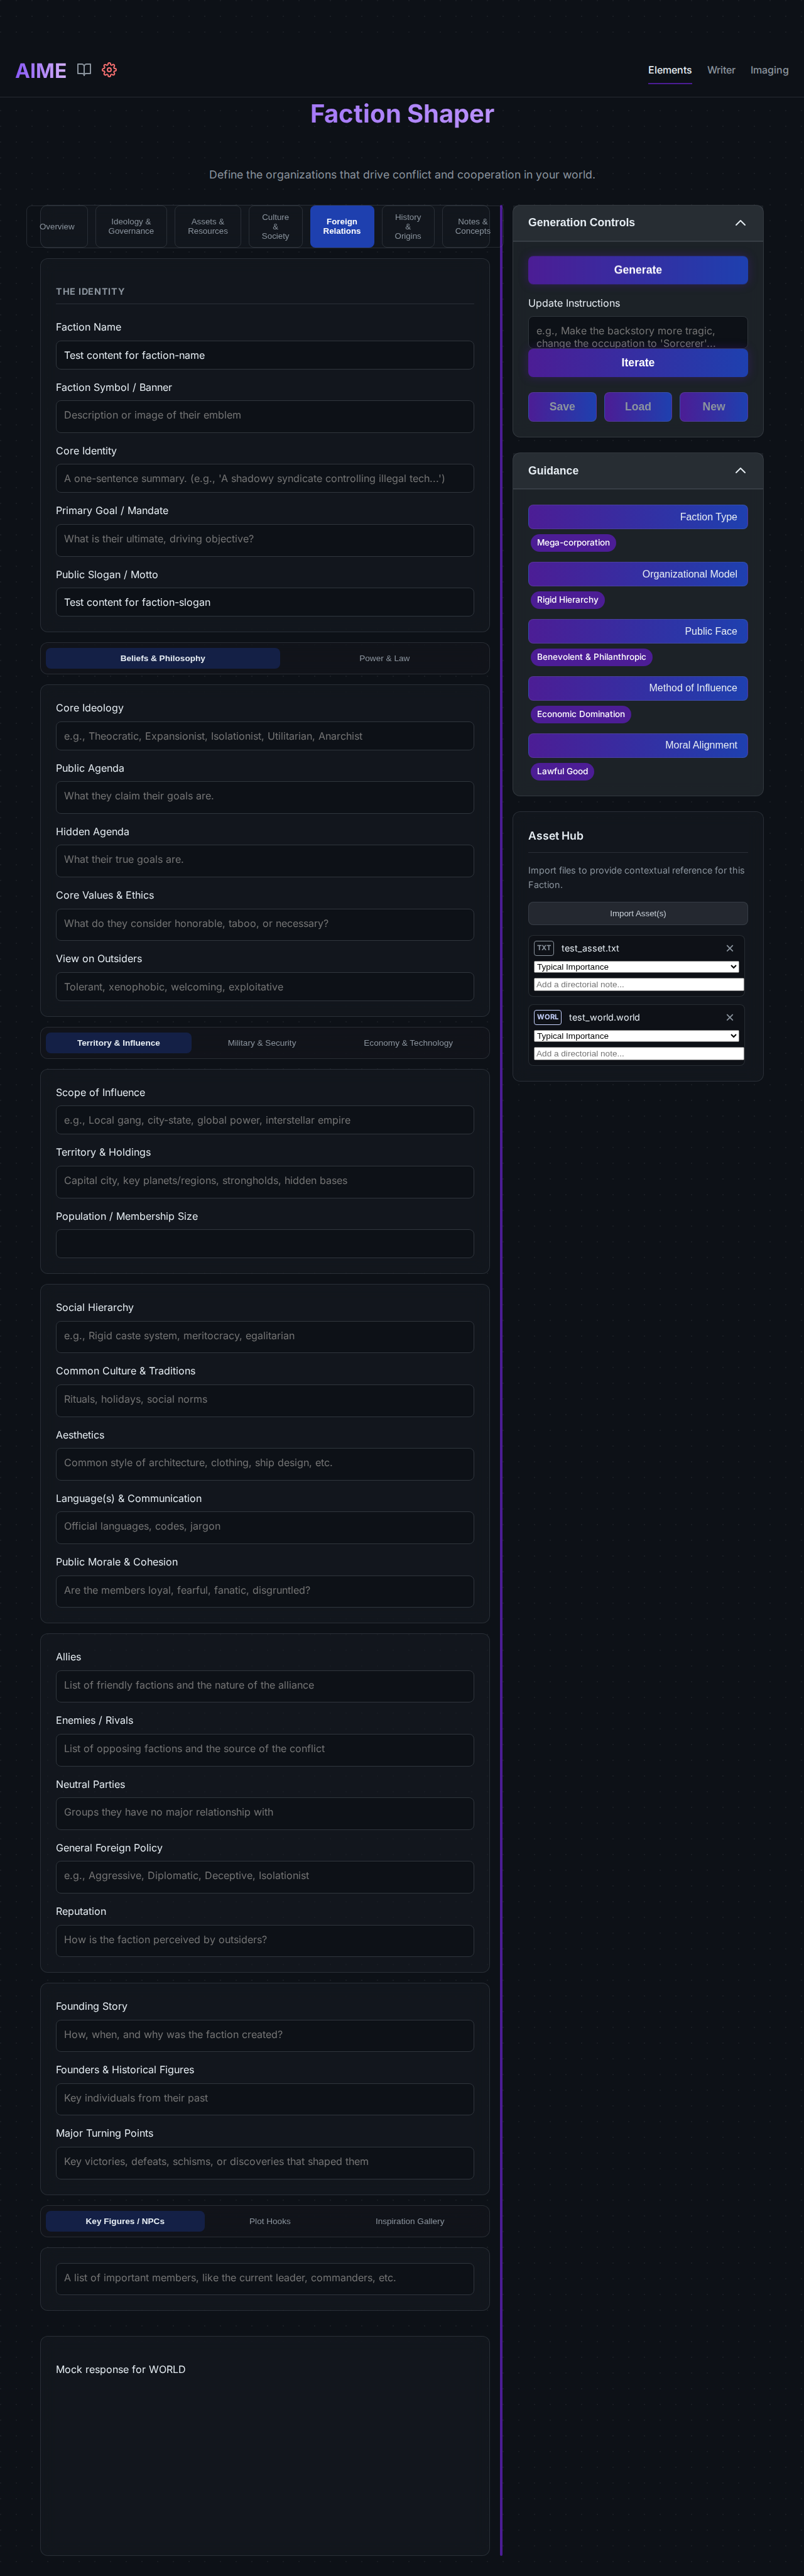 AIME
Elements
Writer
Imaging
Faction Shaper
Define the organizations that drive conflict and cooperation in your world.
Overview
Ideology &
Governance
Assets &
Resources
Culture
&
Society
Foreign
Relations
History
&
Origins
Notes &
Concepts
THE IDENTITY
Faction Name
Test content for faction-name
Faction Symbol / Banner
Description or image of their emblem
Core Identity
A one-sentence summary. (e.g., 'A shadowy syndicate controlling illegal tech...')
Primary Goal / Mandate
What is their ultimate, driving objective?
Public Slogan / Motto
Test content for faction-slogan
Beliefs & Philosophy
Power & Law
Core Ideology
e.g., Theocratic, Expansionist, Isolationist, Utilitarian, Anarchist
Public Agenda
What they claim their goals are.
Hidden Agenda
What their true goals are.
Core Values & Ethics
What do they consider honorable, taboo, or necessary?
View on Outsiders
Tolerant, xenophobic, welcoming, exploitative
Territory & Influence
Military & Security
Economy & Technology
Scope of Influence
e.g., Local gang, city-state, global power, interstellar empire
Territory & Holdings
Capital city, key planets/regions, strongholds, hidden bases
Population / Membership Size
Social Hierarchy
e.g., Rigid caste system, meritocracy, egalitarian
Common Culture & Traditions
Rituals, holidays, social norms
Aesthetics
Common style of architecture, clothing, ship design, etc.
Language(s) & Communication
Official languages, codes, jargon
Public Morale & Cohesion
Are the members loyal, fearful, fanatic, disgruntled?
Allies
List of friendly factions and the nature of the alliance
Enemies / Rivals
List of opposing factions and the source of the conflict
Neutral Parties
Groups they have no major relationship with
General Foreign Policy
e.g., Aggressive, Diplomatic, Deceptive, Isolationist
Reputation
How is the faction perceived by outsiders?
Founding Story
How, when, and why was the faction created?
Founders & Historical Figures
Key individuals from their past
Major Turning Points
Key victories, defeats, schisms, or discoveries that shaped them
Key Figures / NPCs
Plot Hooks
Inspiration Gallery
A list of important members, like the current leader, commanders, etc.
Mock response for WORLD
Generation Controls
Generate
Update Instructions
e.g., Make the backstory more tragic,
change the occupation to 'Sorcerer'...
Iterate
Save
Load
New
Guidance
Faction Type
Mega-corporation
Organizational Model
Rigid Hierarchy
Public Face
Benevolent & Philanthropic
Method of Influence
Economic Domination
Moral Alignment
Lawful Good
Asset Hub
Import files to provide contextual reference for this
Faction.
Import Asset(s)
TXT test_asset.txt
Typical Importance
Add a directorial note...
WORL test_world.world
Typical Importance
Add a directorial note...